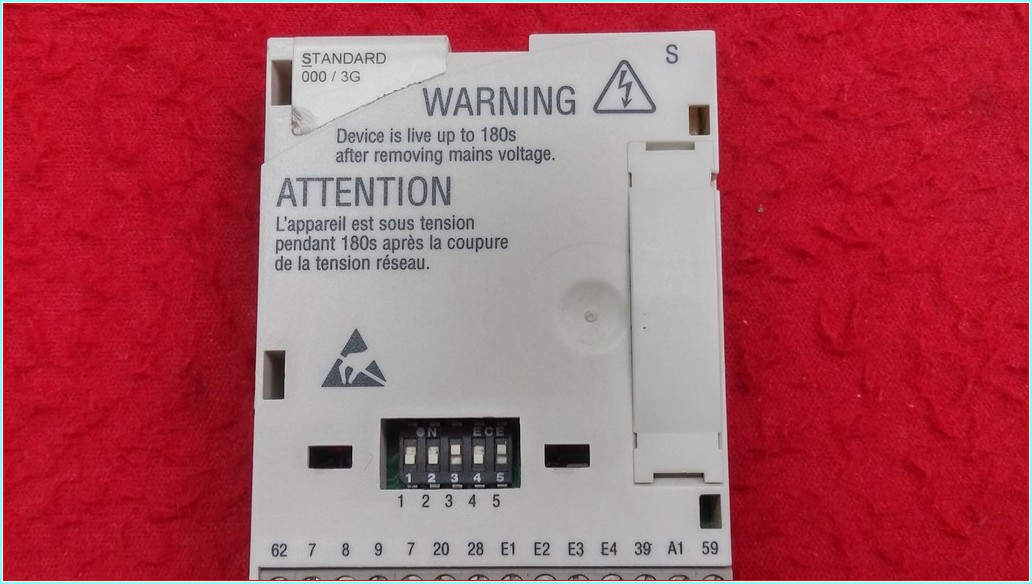 STANDARD
000 / 3G
S
WARNING
Device is live up to 180s
after removing mains voltage.
ATTENTION
L'appareil est sous tension
pendant 180s après la coupure
de la tension réseau.
ON ECE
1 2 3 4 5
1 2 3 4 5
62 7 8 9 7 20 28 E1 E2 E3 E4 39 A1 59